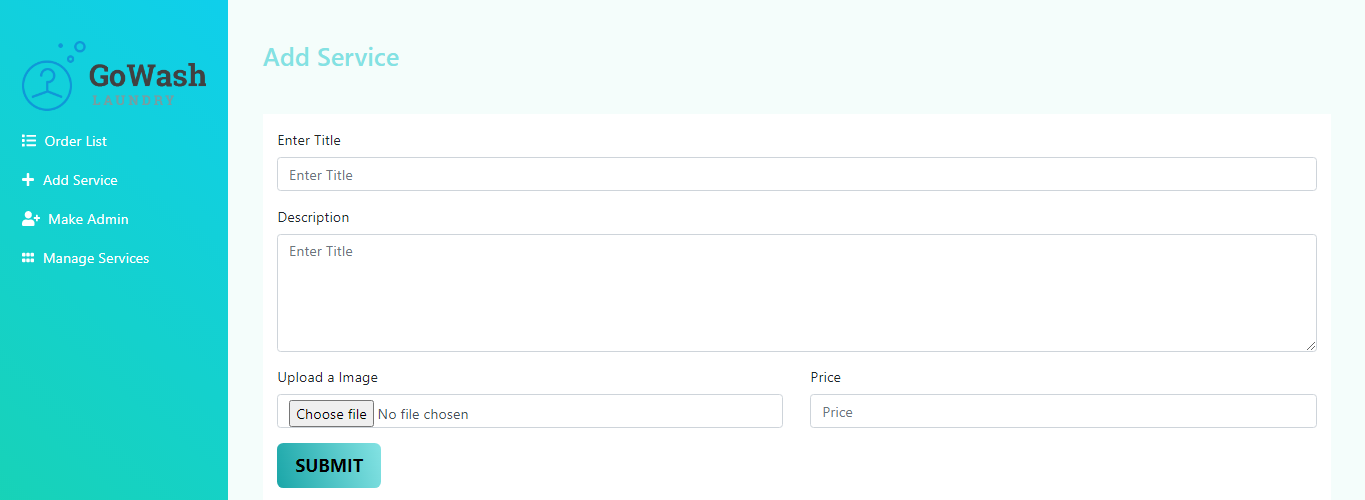 GoWash
LAUNDRY
Order List
Add Service
Make Admin
Manage Services
Add Service
Enter Title
Enter Title
Description
Enter Title
Upload a Image
Choose file No file chosen
Price
Price
SUBMIT